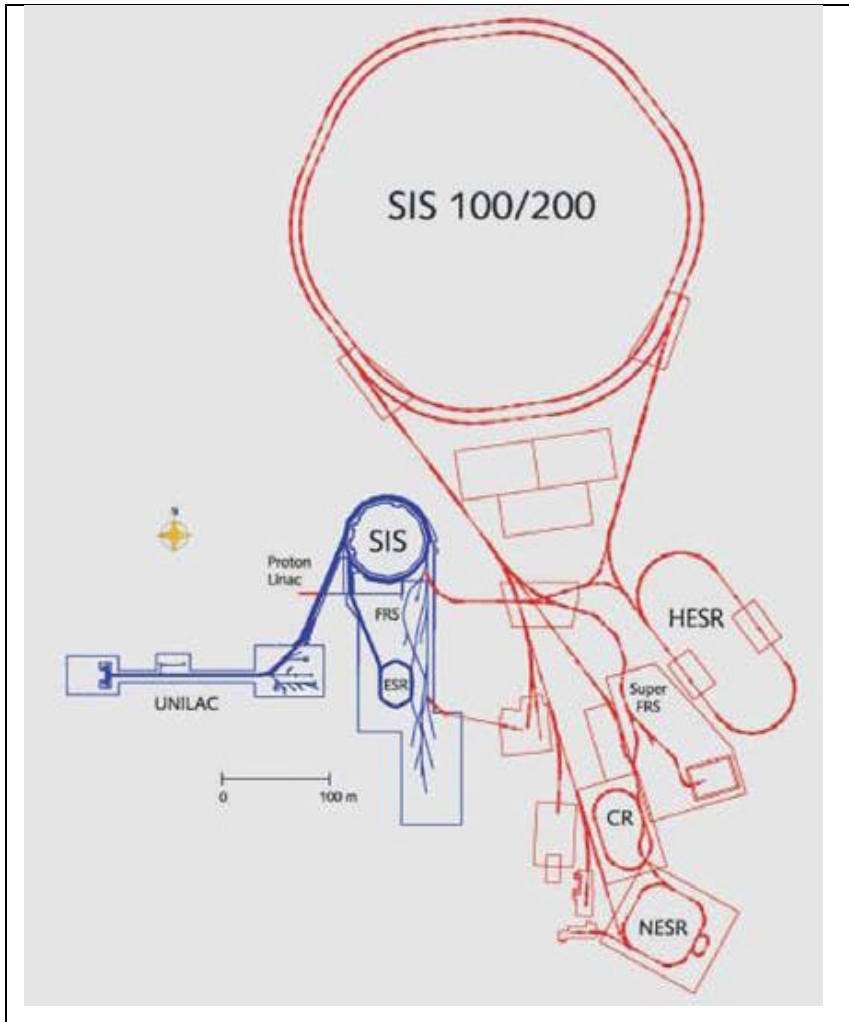 SIS 100/200
N
SIS
Proton
Linac
FRS
HESR
ESR
Super
FRS
UNILAC
0
100 m
CR
NESR